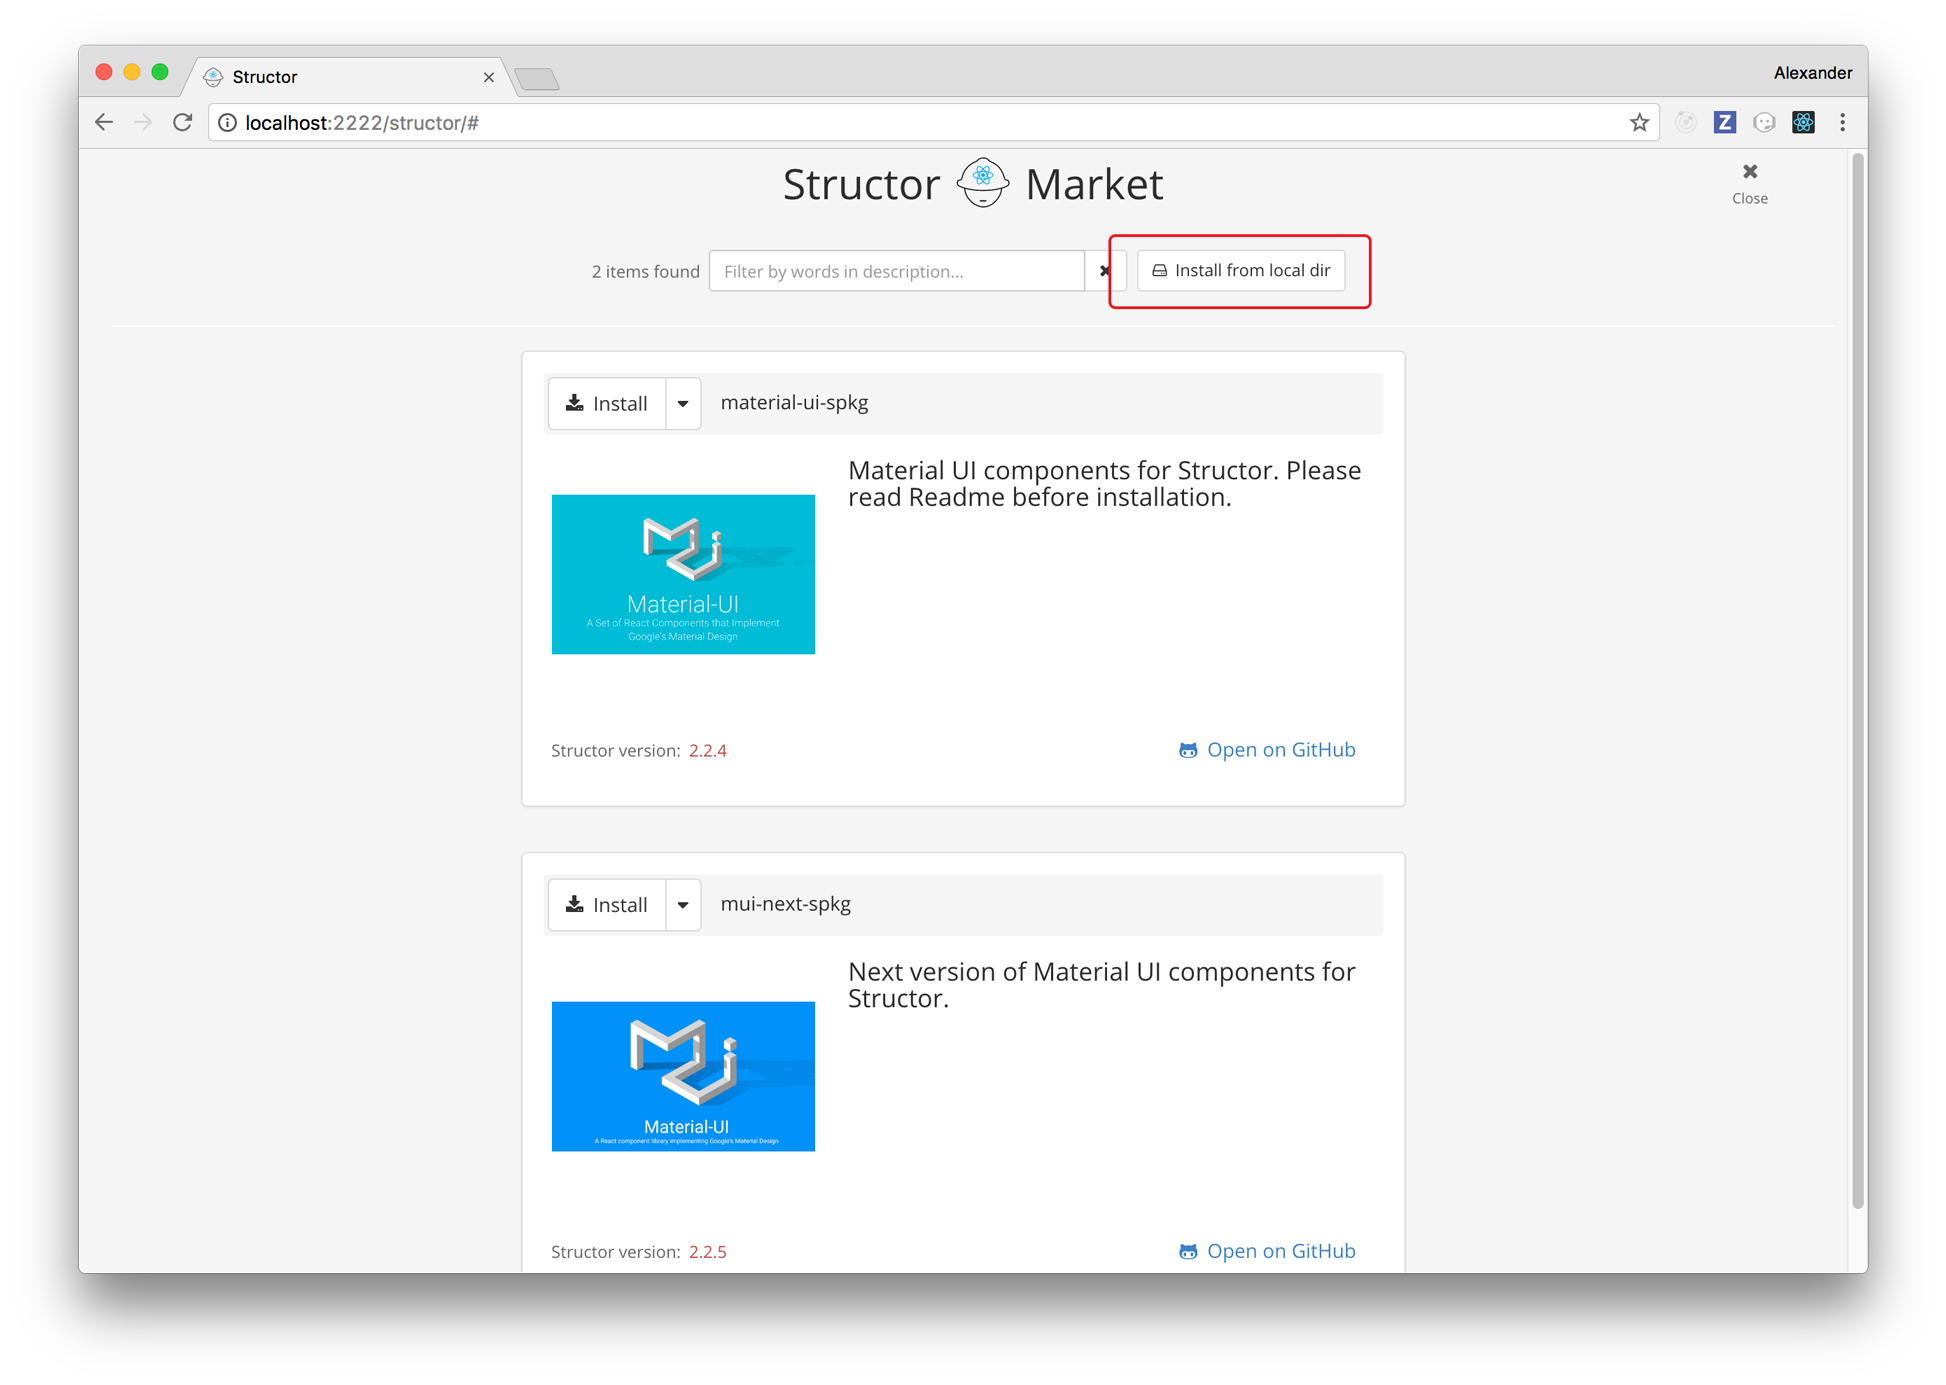 Structor
Alexander
localhost:2222/structor/#
Structor Market
Close
2 items found
Filter by words in description...
Install from local dir
Install
material-ui-spkg
Material UI components for Structor. Please
read Readme before installation.
Material-UI
A Set of React Components that Implement
Google's Material Design
Structor version: 2.2.4
Open on GitHub
Install
mui-next-spkg
Next version of Material UI components for
Structor.
Material-UI
A React component library implementing Google's Material Design
Structor version: 2.2.5
Open on GitHub